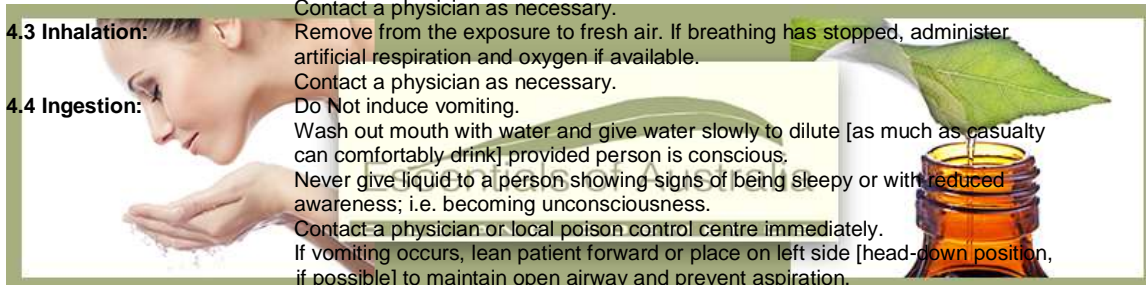 Contact a physician as necessary.
4.3 Inhalation: Remove from the exposure to fresh air. If breathing has stopped, administer
artificial respiration and oxygen if available.
Contact a physician as necessary.
4.4 Ingestion: Do Not induce vomiting.
Wash out mouth with water and give water slowly to dilute [as much as casualty
can comfortably drink] provided person is conscious.
Essentials of Australia
Never give liquid to a person showing signs of being sleepy or with reduced
awareness; i.e. becoming unconsciousness.
Contact a physician or local poison control centre immediately.
If vomiting occurs, lean patient forward or place on left side [head-down position,
if possible] to maintain open airway and prevent aspiration.